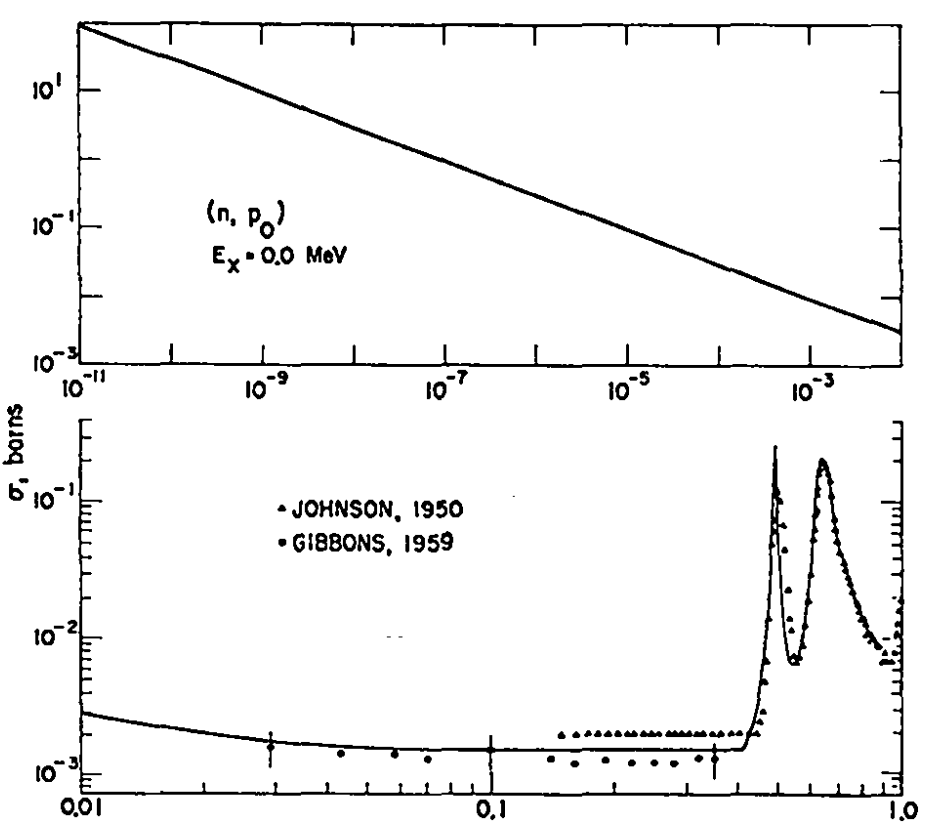 10¹
10⁻¹
10⁻³
(n, p₀)
Eₓ = 0.0 MeV
10⁻¹¹ 10⁻⁹ 10⁻⁷ 10⁻⁵ 10⁻³
σ, barns
10⁻¹
10⁻²
10⁻³
▲ JOHNSON, 1950
• GIBBONS, 1959
0.01 0.1 1.0